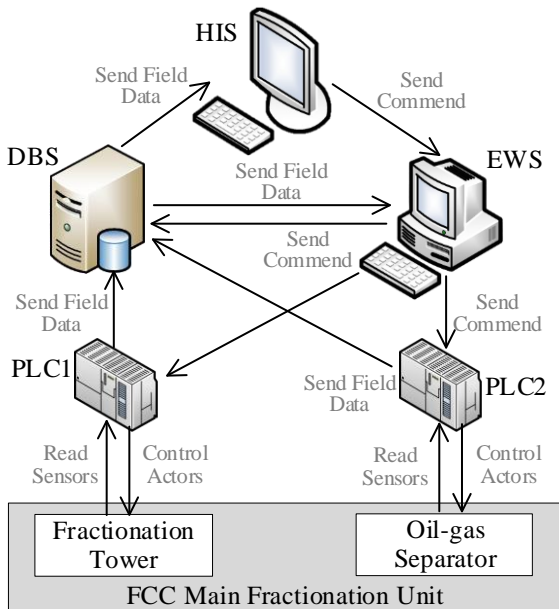 HIS
Send Field
Data
Send
Commend
DBS
EWS
Send Field
Data
Send
Commend
Send Field
Data
Send
Commend
PLC1
Send Field
Data
PLC2
Read
Sensors
Control
Actors
Read
Sensors
Control
Actors
Fractionation
Tower
Oil-gas
Separator
FCC Main Fractionation Unit